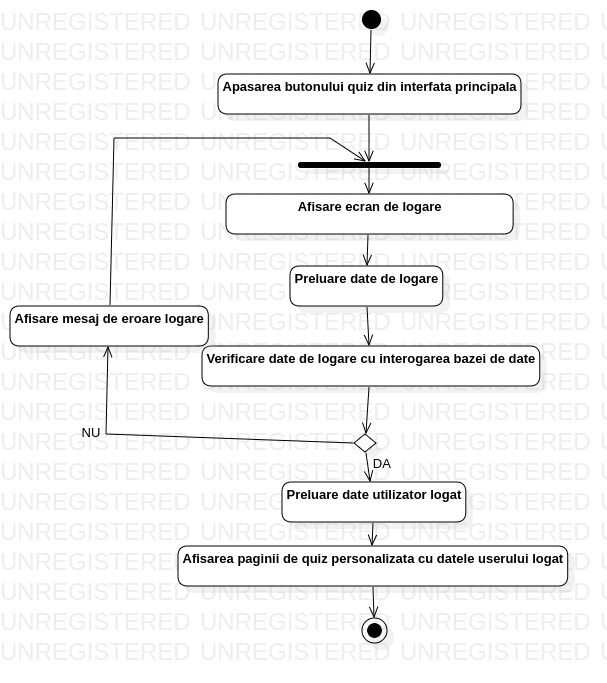 Apasarea butonului quiz din interfata principala
Afisare ecran de logare
Preluare date de logare
Afisare mesaj de eroare logare
Verificare date de logare cu interogarea bazei de date
NU
DA
Preluare date utilizator logat
Afisarea paginii de quiz personalizata cu datele userului logat
UNREGISTERED